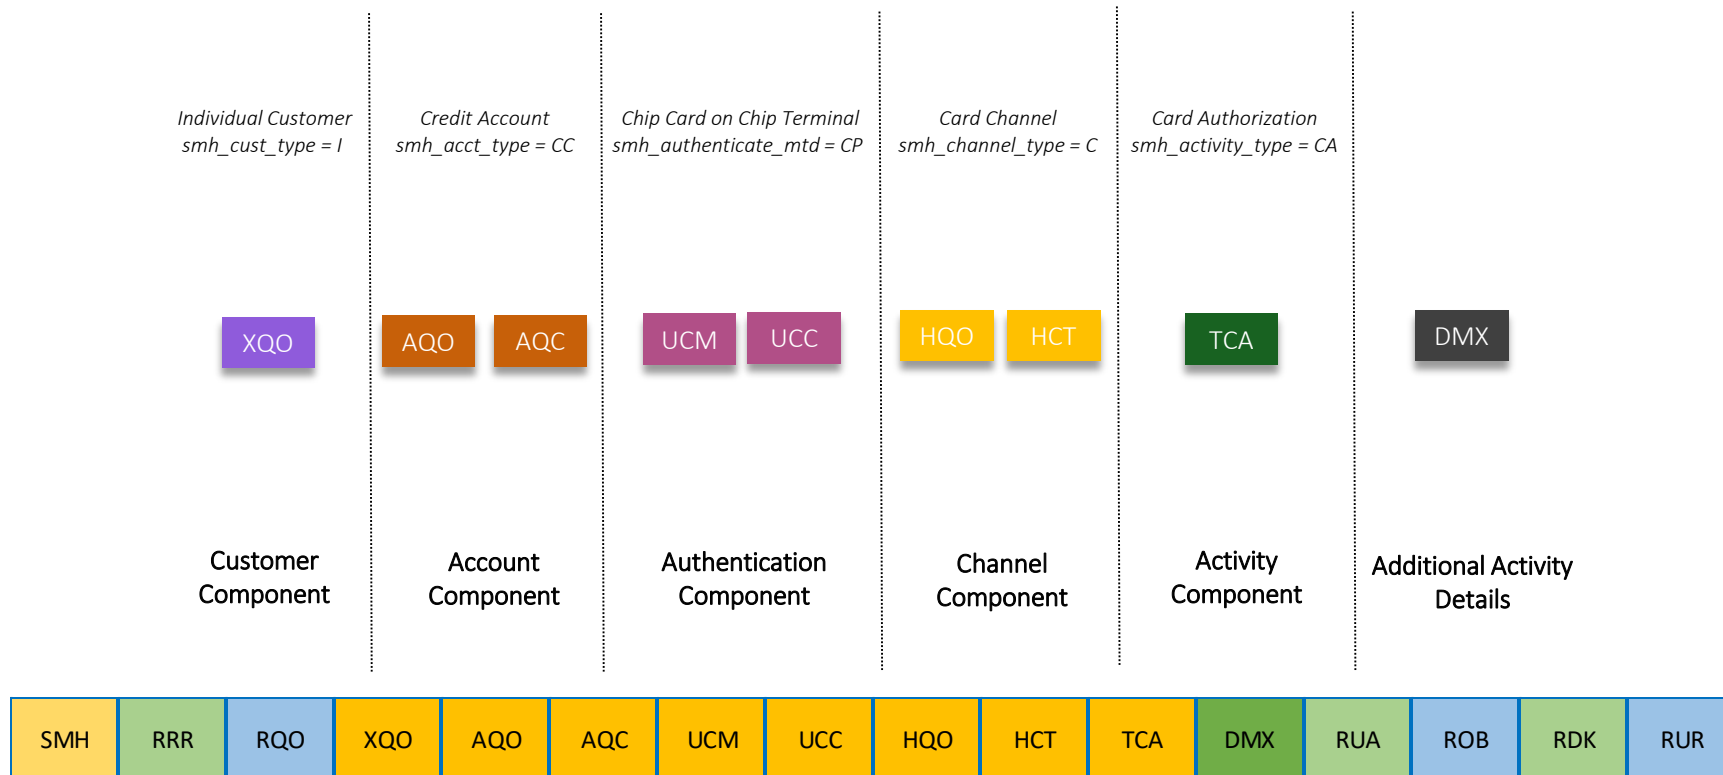 Individual Customer
smh_cust_type = I
Credit Account
smh_acct_type = CC
Chip Card on Chip Terminal
smh_authenticate_mtd = CP
Card Channel
smh_channel_type = C
Card Authorization
smh_activity_type = CA
XQO
AQO
AQC
UCM
UCC
HQO
HCT
TCA
DMX
Customer
Component
Account
Component
Authentication
Component
Channel
Component
Activity
Component
Additional Activity
Details
SMH
RRR
RQO
XQO
AQO
AQC
UCM
UCC
HQO
HCT
TCA
DMX
RUA
ROB
RDK
RUR